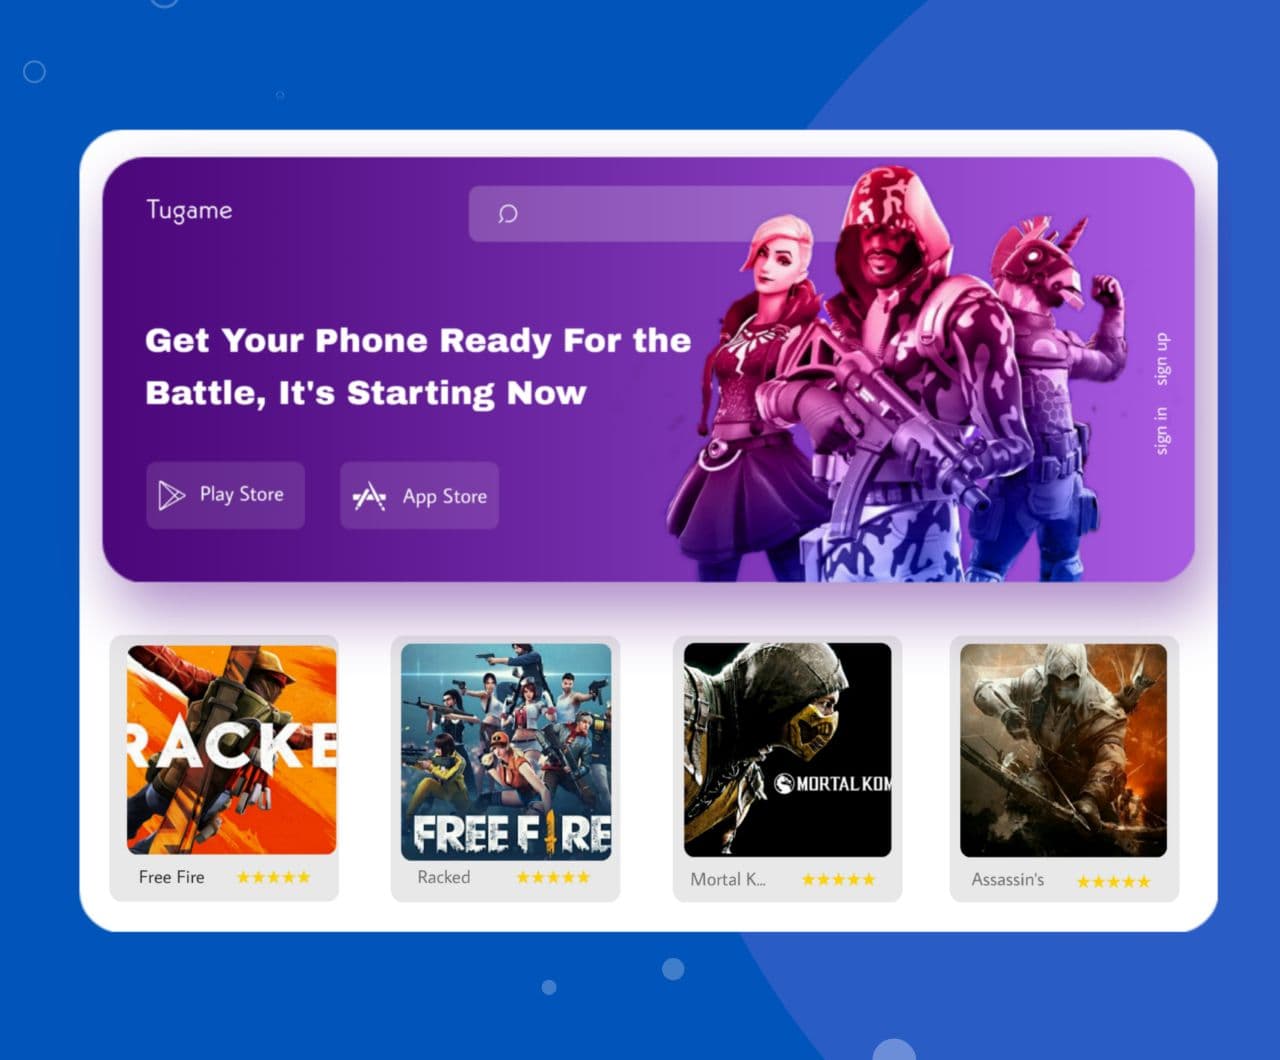 Tugame
Get Your Phone Ready For the
Battle, It's Starting Now
Play Store
App Store
sign up
sign in
RACKE
FREE FIRE
MORTAL KOM
Free Fire
Racked
Mortal K...
Assassin's